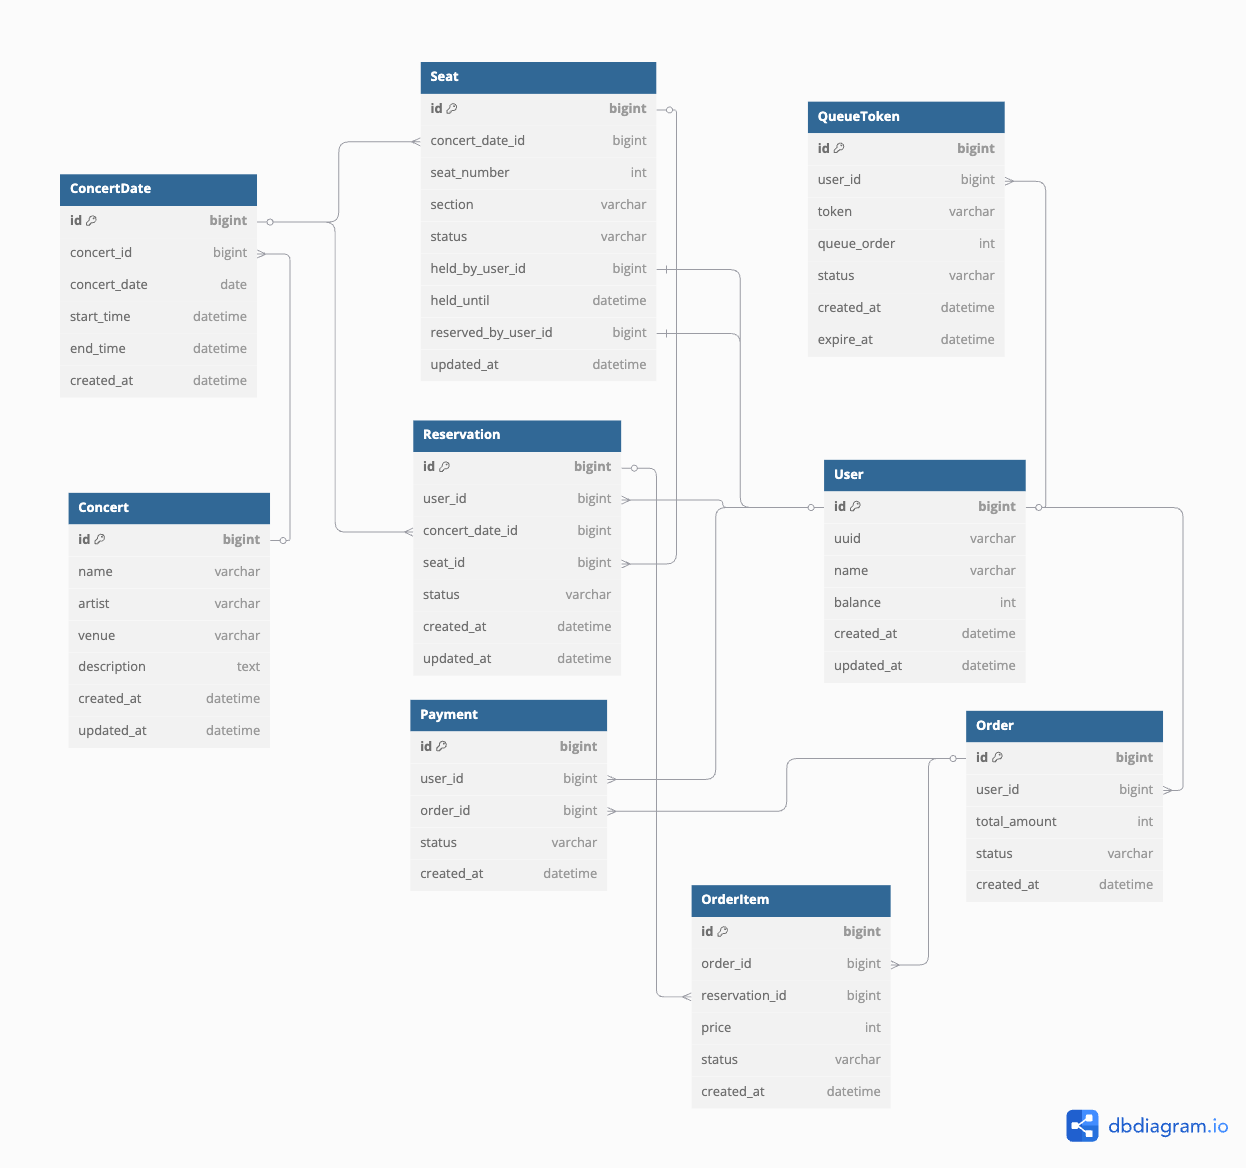 Seat
id bigint
concert_date_id bigint
seat_number int
section varchar
status varchar
held_by_user_id bigint
held_until datetime
reserved_by_user_id bigint
updated_at datetime
QueueToken
id bigint
user_id bigint
token varchar
queue_order int
status varchar
created_at datetime
expire_at datetime
ConcertDate
id bigint
concert_id bigint
concert_date date
start_time datetime
end_time datetime
created_at datetime
Reservation
id bigint
user_id bigint
concert_date_id bigint
seat_id bigint
status varchar
created_at datetime
updated_at datetime
User
id bigint
uuid varchar
name varchar
balance int
created_at datetime
updated_at datetime
Concert
id bigint
name varchar
artist varchar
venue varchar
description text
created_at datetime
updated_at datetime
Payment
id bigint
user_id bigint
order_id bigint
status varchar
created_at datetime
Order
id bigint
user_id bigint
total_amount int
status varchar
created_at datetime
OrderItem
id bigint
order_id bigint
reservation_id bigint
price int
status varchar
created_at datetime
dbdiagram.io